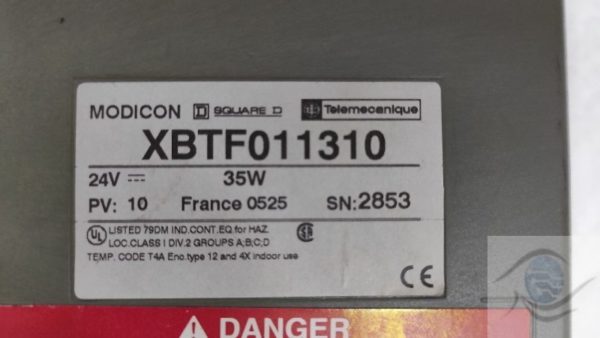 MODICON D SQUARE D Telemecanique
XBTF011310
24V ⎓ 35W
PV: 10 France 0525 SN:2853
UL LISTED 79DM IND.CONT.EQ.for HAZ.
LOC.CLASS I DIV.2 GROUPS A;B;C;D
TEMP. CODE T4A Enc.type 12 and 4X indoor use
CE
DANGER